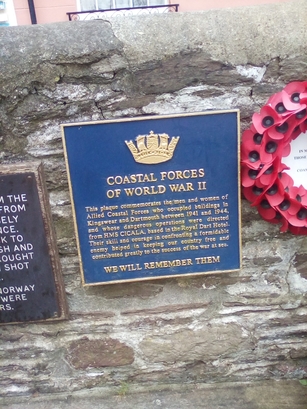 COASTAL FORCES
OF WORLD WAR II
This plaque commemorates the men and women of
Allied Coastal Forces who occupied buildings in
Kingswear and Dartmouth between 1941 and 1944,
and whose dangerous operations were directed
from HMS CICALA, based in the Royal Dart Hotel.
Their skill and courage in confronting a formidable
enemy helped in keeping our country free and
contributed greatly to the success of the war at sea.
WE WILL REMEMBER THEM
M THE
FROM
ELY
NCE.
K TO
GH AND
OUGHT
SHOT
NORWAY
WERE
RS.
IN